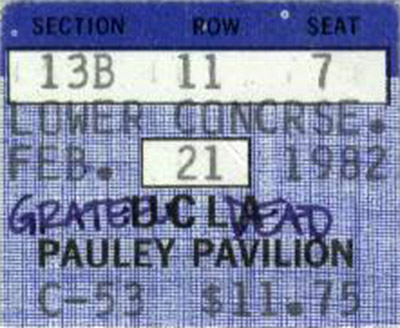 SECTION ROW SEAT
13B 11 7
LOWER CONCRSE.
FEB. 21 1982
UCLA
GRATEFUL DEAD
PAULEY PAVILION
C-53 $11.75